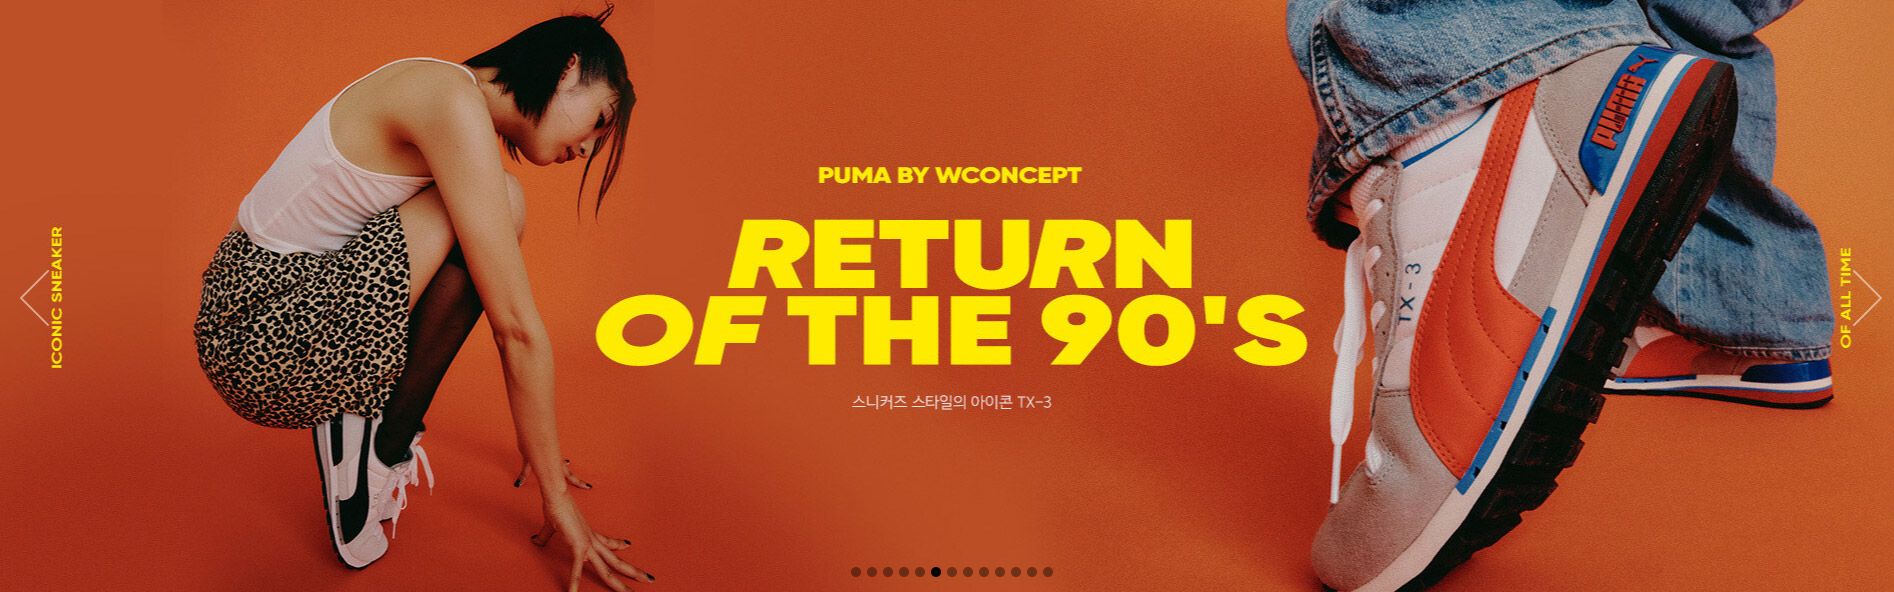 PUMA BY WCONCEPT
RETURN
OF THE 90'S
스니커즈 스타일의 아이콘 TX-3
ICONIC SNEAKER
OF ALL TIME
PUMA
TX-3